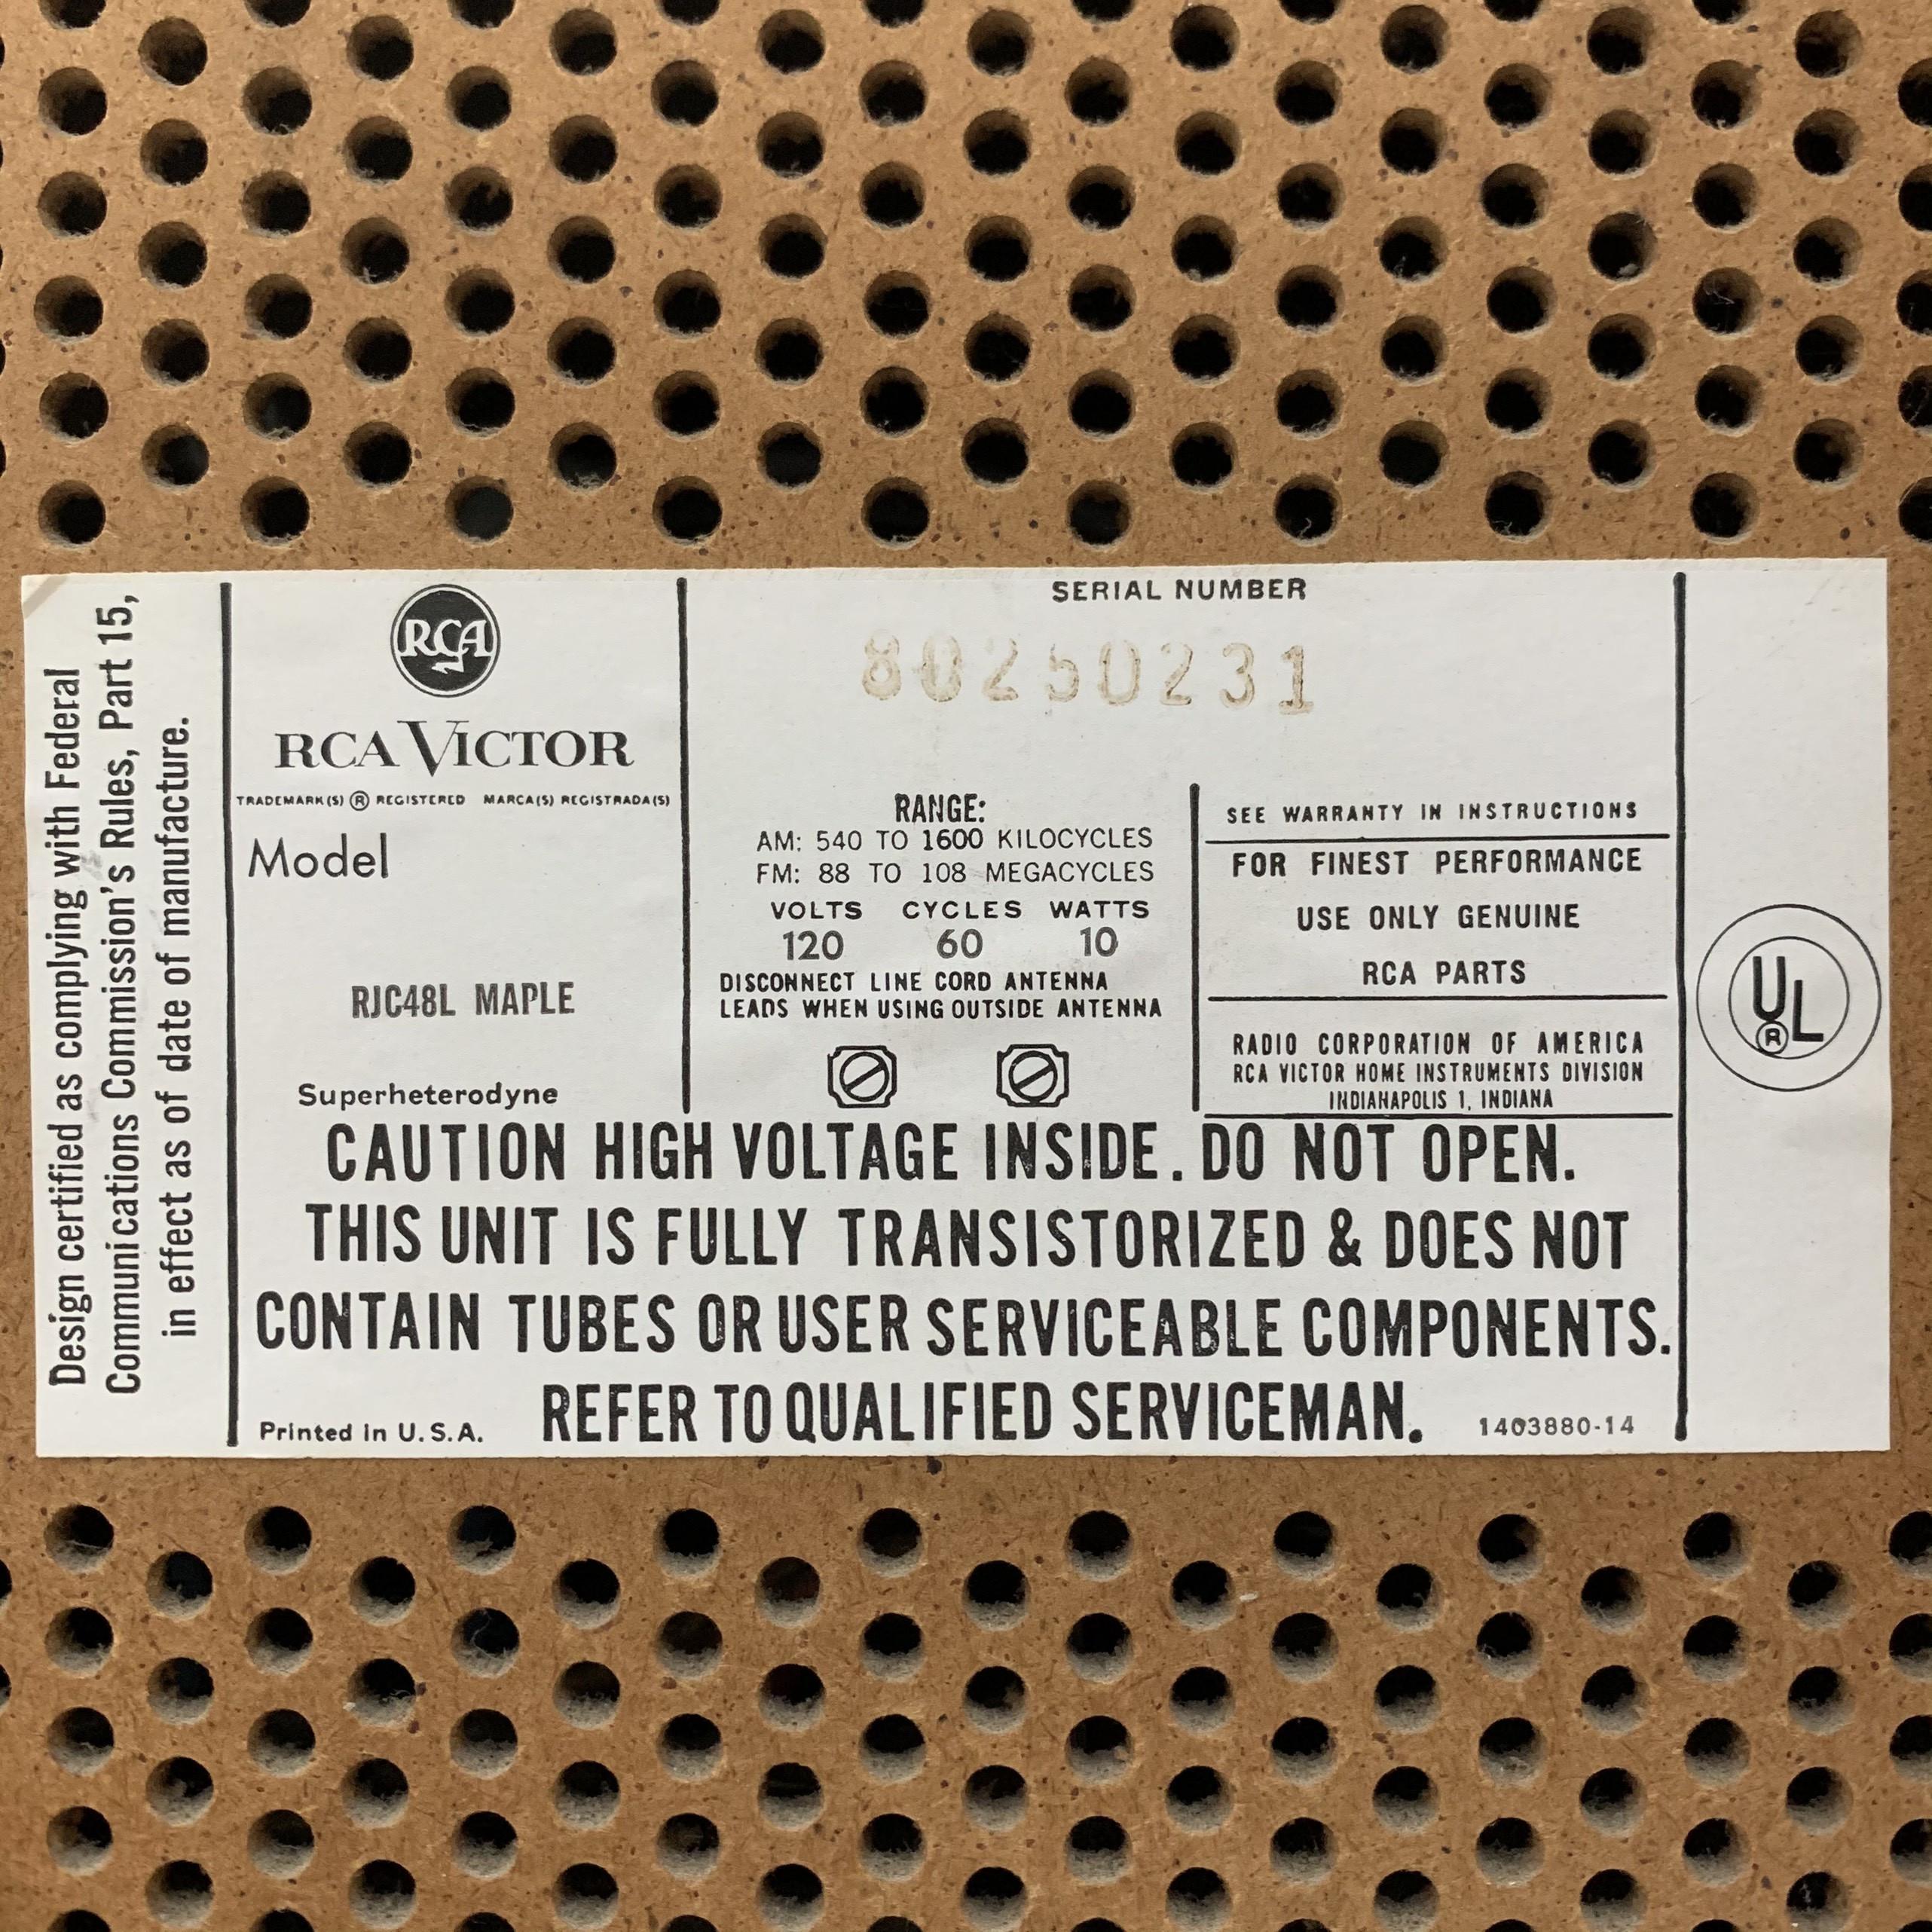 Design certified as complying with Federal
Communications Commission's Rules, Part 15,
in effect as of date of manufacture.
RCA
RCA VICTOR
TRADEMARK(S) ® REGISTERED MARCA(S) REGISTRADA(S)
Model
RJC48L MAPLE
Superheterodyne
SERIAL NUMBER
80250231
RANGE:
AM: 540 TO 1600 KILOCYCLES
FM: 88 TO 108 MEGACYCLES
VOLTS CYCLES WATTS
120 60 10
DISCONNECT LINE CORD ANTENNA
LEADS WHEN USING OUTSIDE ANTENNA
SEE WARRANTY IN INSTRUCTIONS
FOR FINEST PERFORMANCE
USE ONLY GENUINE
RCA PARTS
RADIO CORPORATION OF AMERICA
RCA VICTOR HOME INSTRUMENTS DIVISION
INDIANAPOLIS 1, INDIANA
CAUTION HIGH VOLTAGE INSIDE. DO NOT OPEN.
THIS UNIT IS FULLY TRANSISTORIZED & DOES NOT
CONTAIN TUBES OR USER SERVICEABLE COMPONENTS.
REFER TO QUALIFIED SERVICEMAN.
Printed in U.S.A.
1403880-14
UL ®